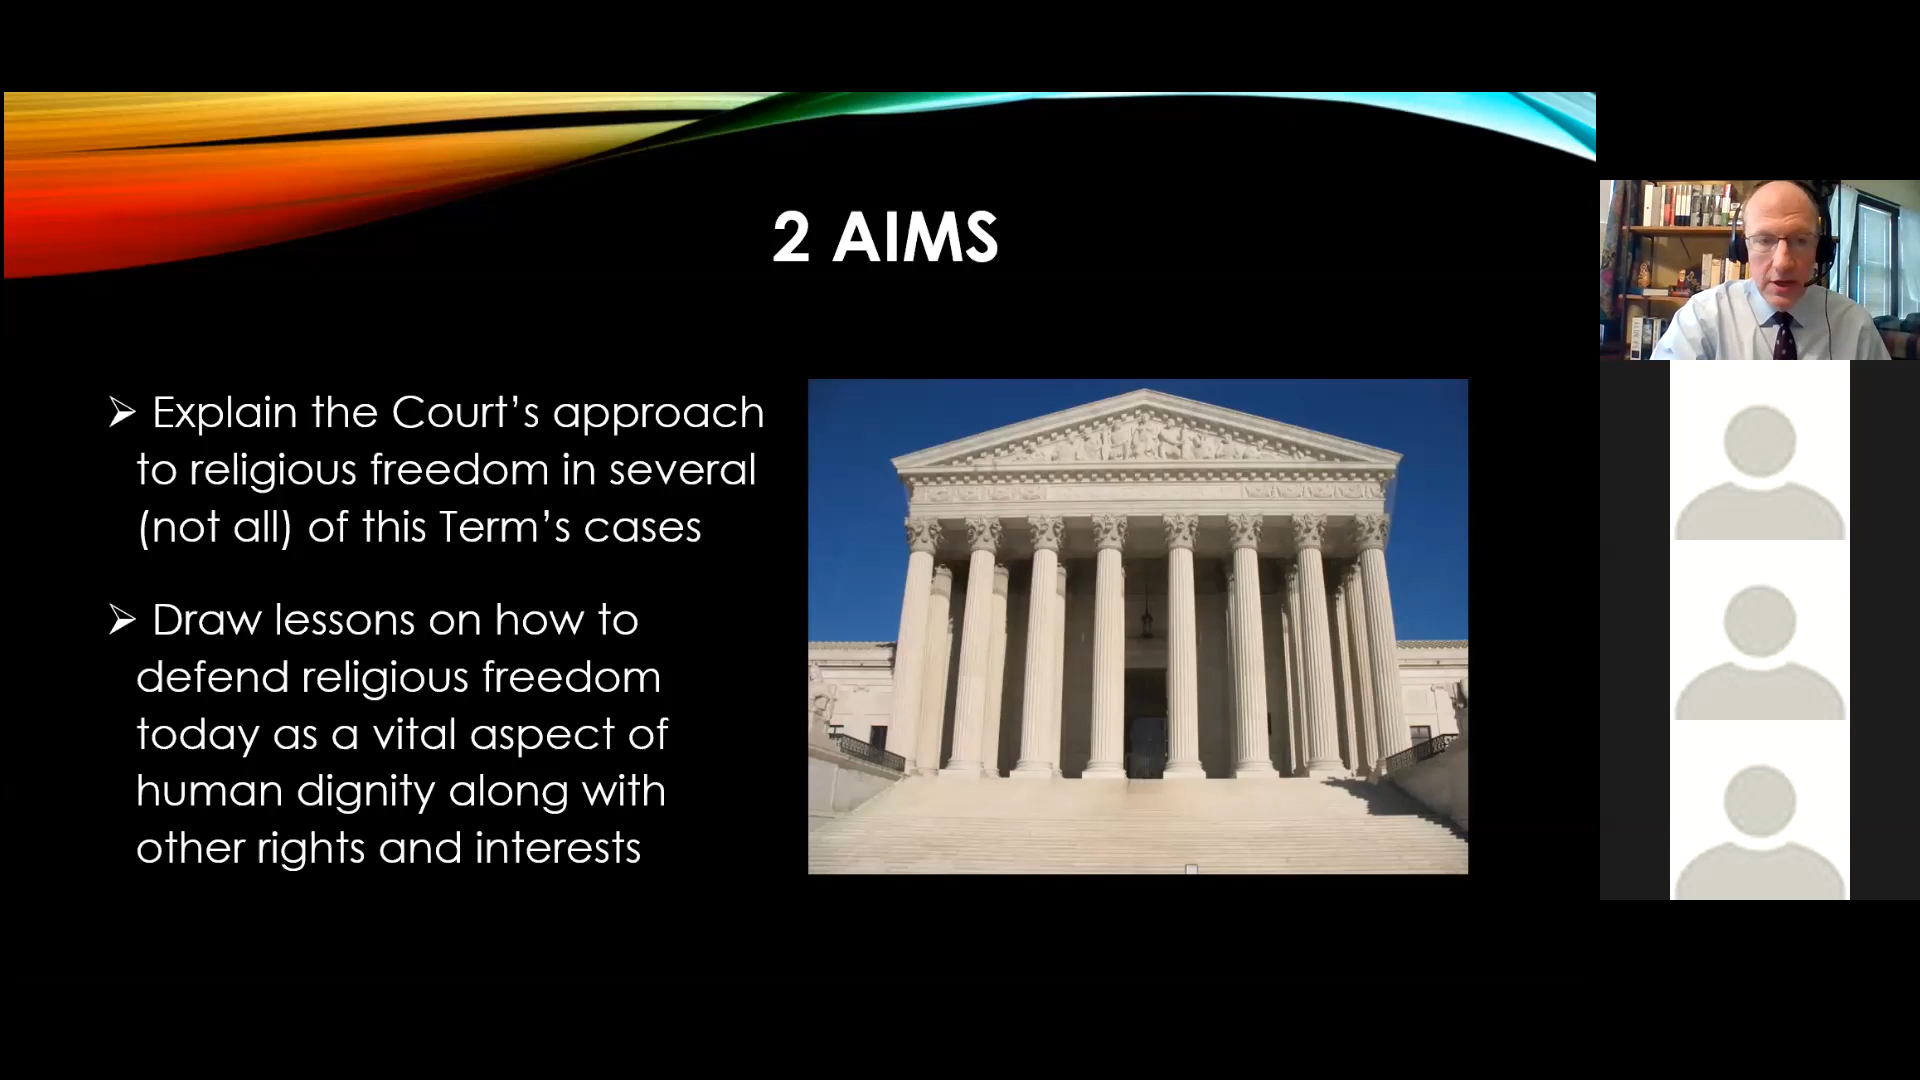 2 AIMS
➢ Explain the Court’s approach
to religious freedom in several
(not all) of this Term’s cases
➢ Draw lessons on how to
defend religious freedom
today as a vital aspect of
human dignity along with
other rights and interests